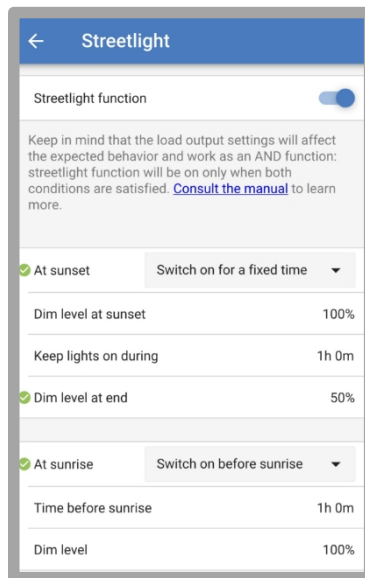 Streetlight
Streetlight function
Keep in mind that the load output settings will affect
the expected behavior and work as an AND function:
streetlight function will be on only when both
conditions are satisfied. Consult the manual to learn
more.
At sunset Switch on for a fixed time
Dim level at sunset 100%
Keep lights on during 1h 0m
Dim level at end 50%
At sunrise Switch on before sunrise
Time before sunrise 1h 0m
Dim level 100%